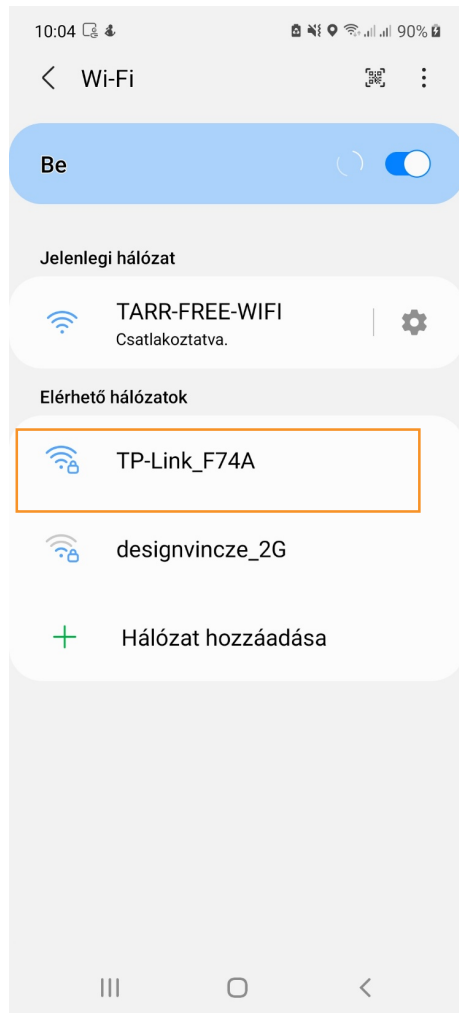 10:04
90%
Wi-Fi
Be
Jelenlegi hálózat
TARR-FREE-WIFI
Csatlakoztatva.
Elérhető hálózatok
TP-Link_F74A
designvincze_2G
Hálózat hozzáadása